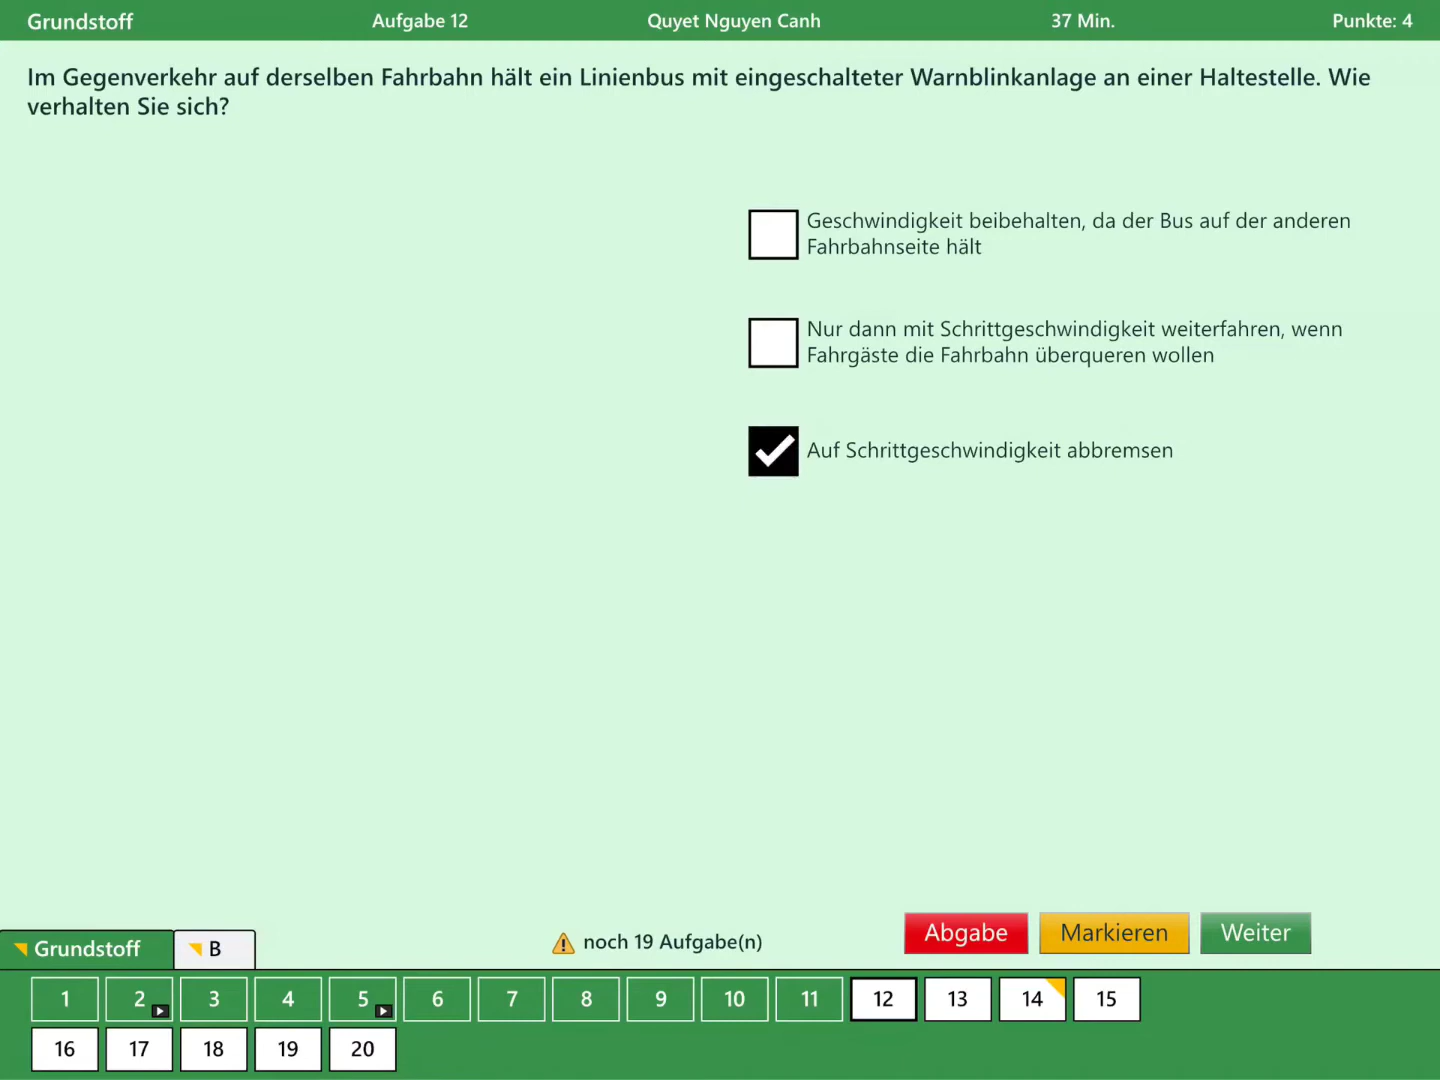 Grundstoff Aufgabe 12 Quyet Nguyen Canh 37 Min. Punkte: 4
Im Gegenverkehr auf derselben Fahrbahn hält ein Linienbus mit eingeschalteter Warnblinkanlage an einer Haltestelle. Wie
verhalten Sie sich?
Geschwindigkeit beibehalten, da der Bus auf der anderen
Fahrbahnseite hält
Nur dann mit Schrittgeschwindigkeit weiterfahren, wenn
Fahrgäste die Fahrbahn überqueren wollen
Auf Schrittgeschwindigkeit abbremsen
Grundstoff B noch 19 Aufgabe(n) Abgabe Markieren Weiter
1 2 3 4 5 6 7 8 9 10 11 12 13 14 15
16 17 18 19 20